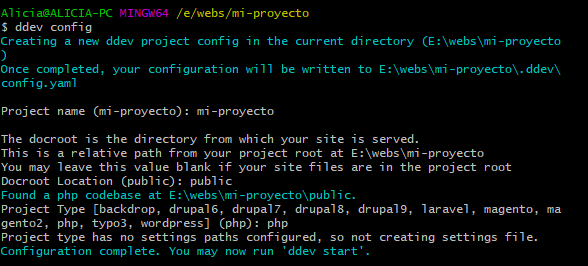 Alicia@ALICIA-PC MINGW64 /e/webs/mi-proyecto
$ ddev config
Creating a new ddev project config in the current directory (E:\webs\mi-proyecto
)
Once completed, your configuration will be written to E:\webs\mi-proyecto\.ddev\
config.yaml
Project name (mi-proyecto): mi-proyecto
The docroot is the directory from which your site is served.
This is a relative path from your project root at E:\webs\mi-proyecto
You may leave this value blank if your site files are in the project root
Docroot Location (public): public
Found a php codebase at E:\webs\mi-proyecto\public.
Project Type [backdrop, drupal6, drupal7, drupal8, drupal9, laravel, magento, ma
gento2, php, typo3, wordpress] (php): php
Project type has no settings paths configured, so not creating settings file.
Configuration complete. You may now run 'ddev start'.